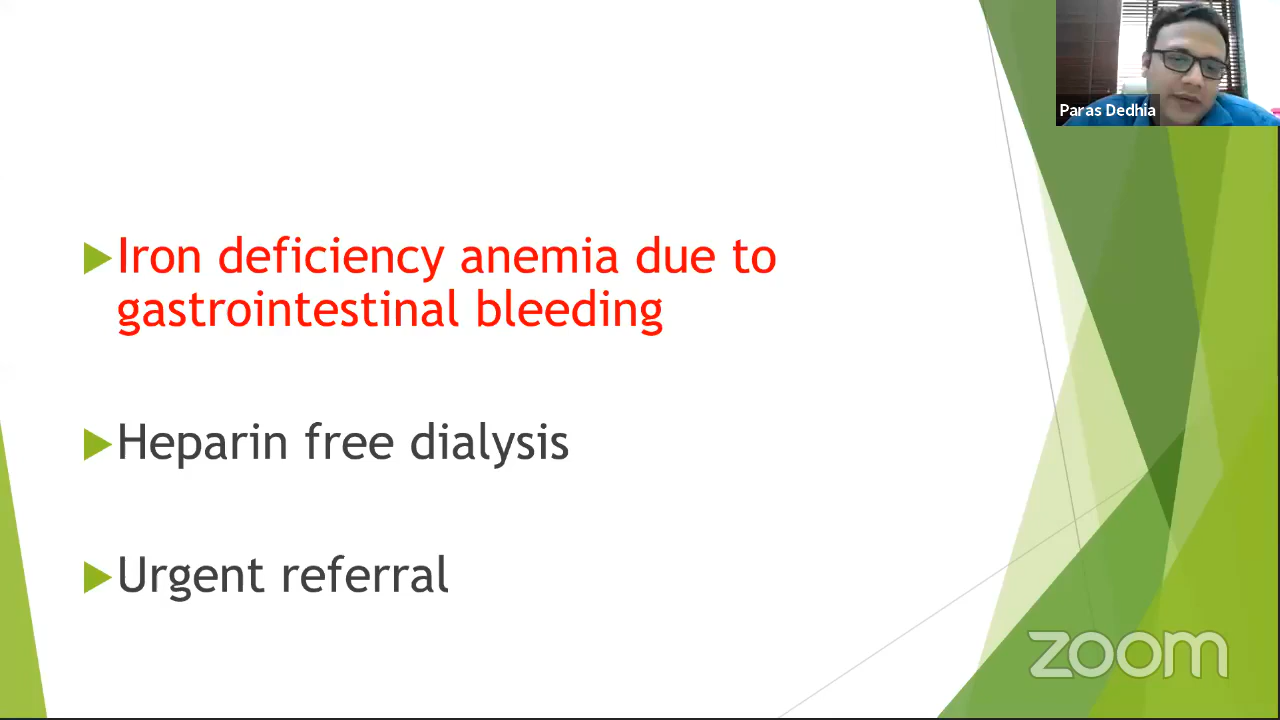 Paras Dedhia
Iron deficiency anemia due to
gastrointestinal bleeding
Heparin free dialysis
Urgent referral
zoom